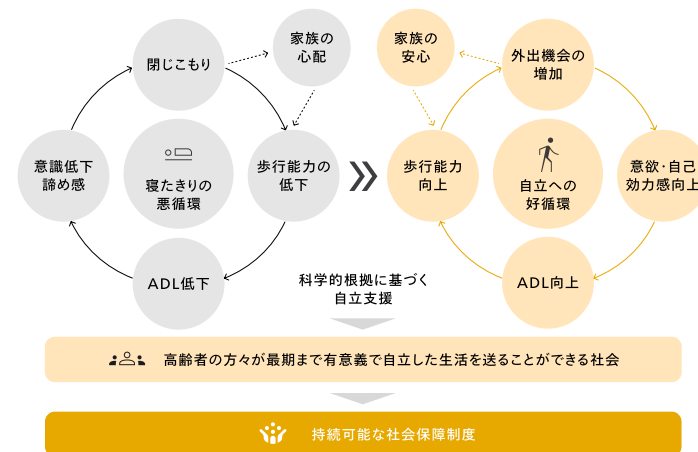 閉じこもり
家族の
心配
意識低下
諦め感
寝たきりの
悪循環
歩行能力の
低下
ADL低下
家族の
安心
外出機会の
増加
歩行能力
向上
自立への
好循環
意欲・自己
効力感向上
ADL向上
科学的根拠に基づく
自立支援
高齢者の方々が最期まで有意義で自立した生活を送ることができる社会
持続可能な社会保障制度